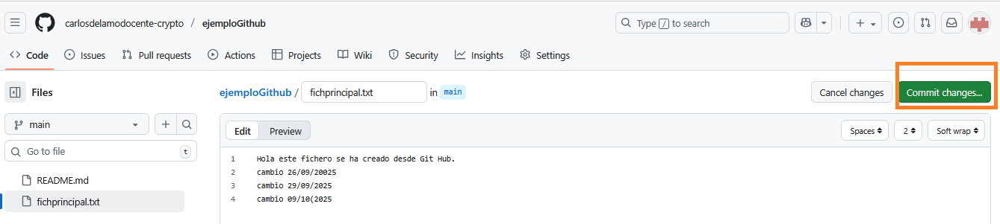 carlosdelamodocente-crypto / ejemploGithub
Type / to search
Code Issues Pull requests Actions Projects Wiki Security Insights Settings
Files
ejemploGithub / fichprincipal.txt in main
Cancel changes Commit changes...
main
Edit Preview
Spaces 2 Soft wrap
Go to file t
1 Hola este fichero se ha creado desde Git Hub.
2 cambio 26/09/20025
3 cambio 29/09/2025
4 cambio 09/10(2025
README.md
fichprincipal.txt